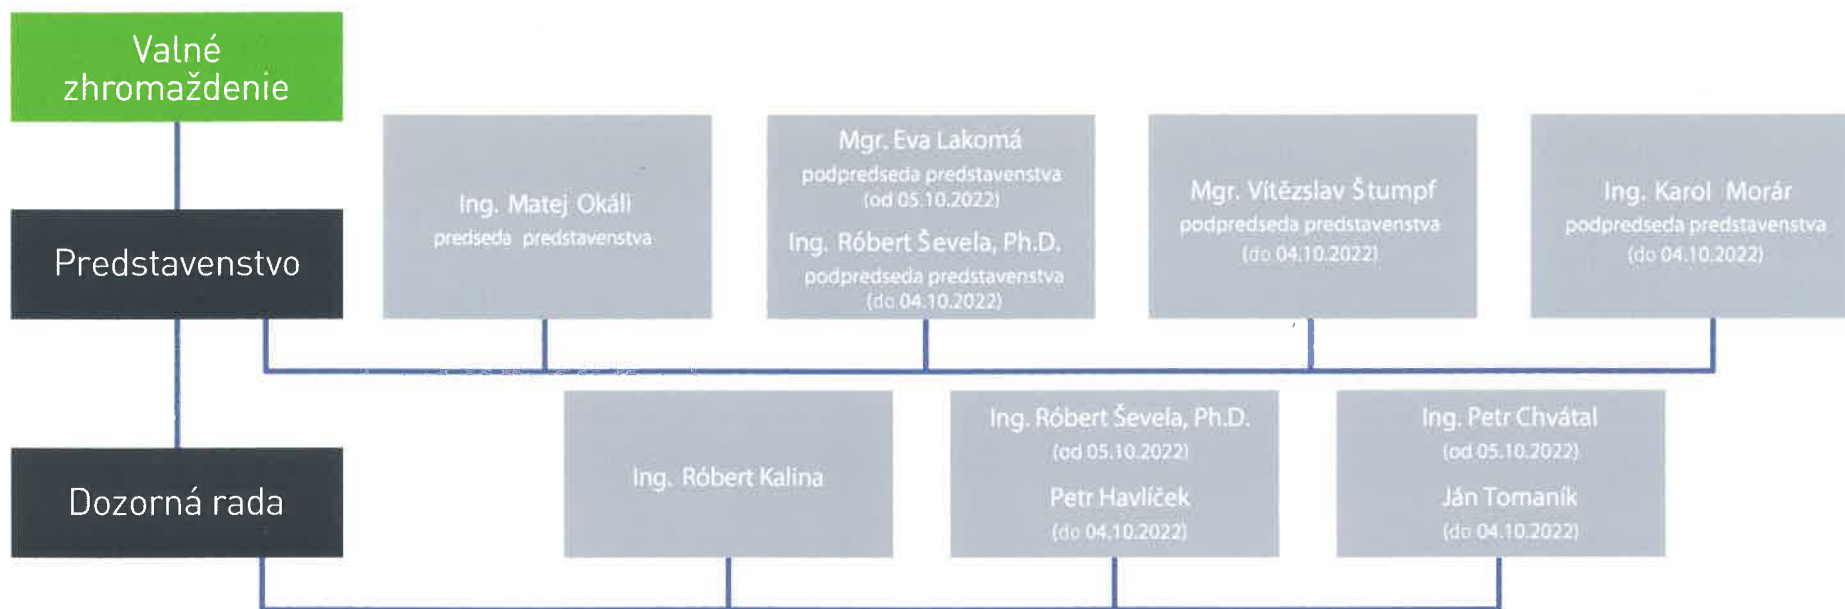 Valné
zhromaždenie
Predstavenstvo
Ing. Matej Okáli
predseda predstavenstva
Mgr. Eva Lakomá
podpredseda predstavenstva
(od 05.10.2022)
Ing. Róbert Ševela, Ph.D.
podpredseda predstavenstva
(do 04.10.2022)
Mgr. Vítězslav Štumpf
podpredseda predstavenstva
(do 04.10.2022)
Ing. Karol Morár
podpredseda predstavenstva
(do 04.10.2022)
Dozorná rada
Ing. Róbert Kalina
Ing. Róbert Ševela, Ph.D.
(od 05.10.2022)
Petr Havlíček
(do 04.10.2022)
Ing. Petr Chvátal
(od 05.10.2022)
Ján Tomaník
(do 04.10.2022)